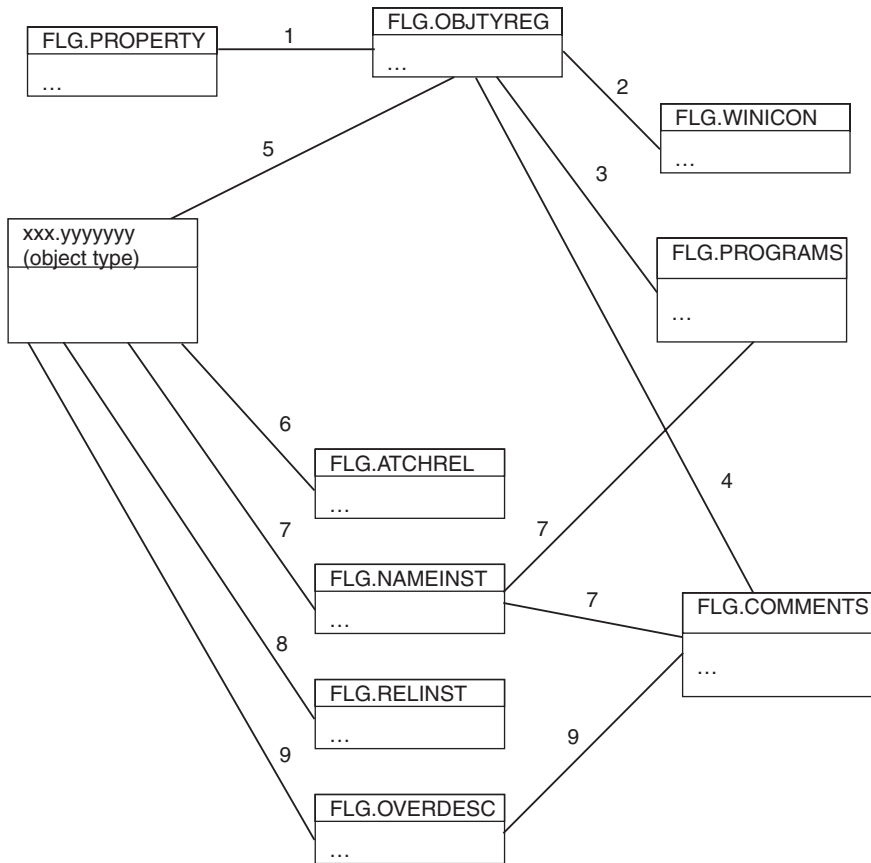 FLG.OBJTYREG
...
FLG.PROPERTY
...
1
2
FLG.WINICON
...
5
3
xxx.yyyyyyy
(object type)
FLG.PROGRAMS
...
6
FLG.ATCHREL
...
4
7
7
FLG.NAMEINST
...
7
FLG.COMMENTS
...
8
FLG.RELINST
...
9
9
FLG.OVERDESC
...